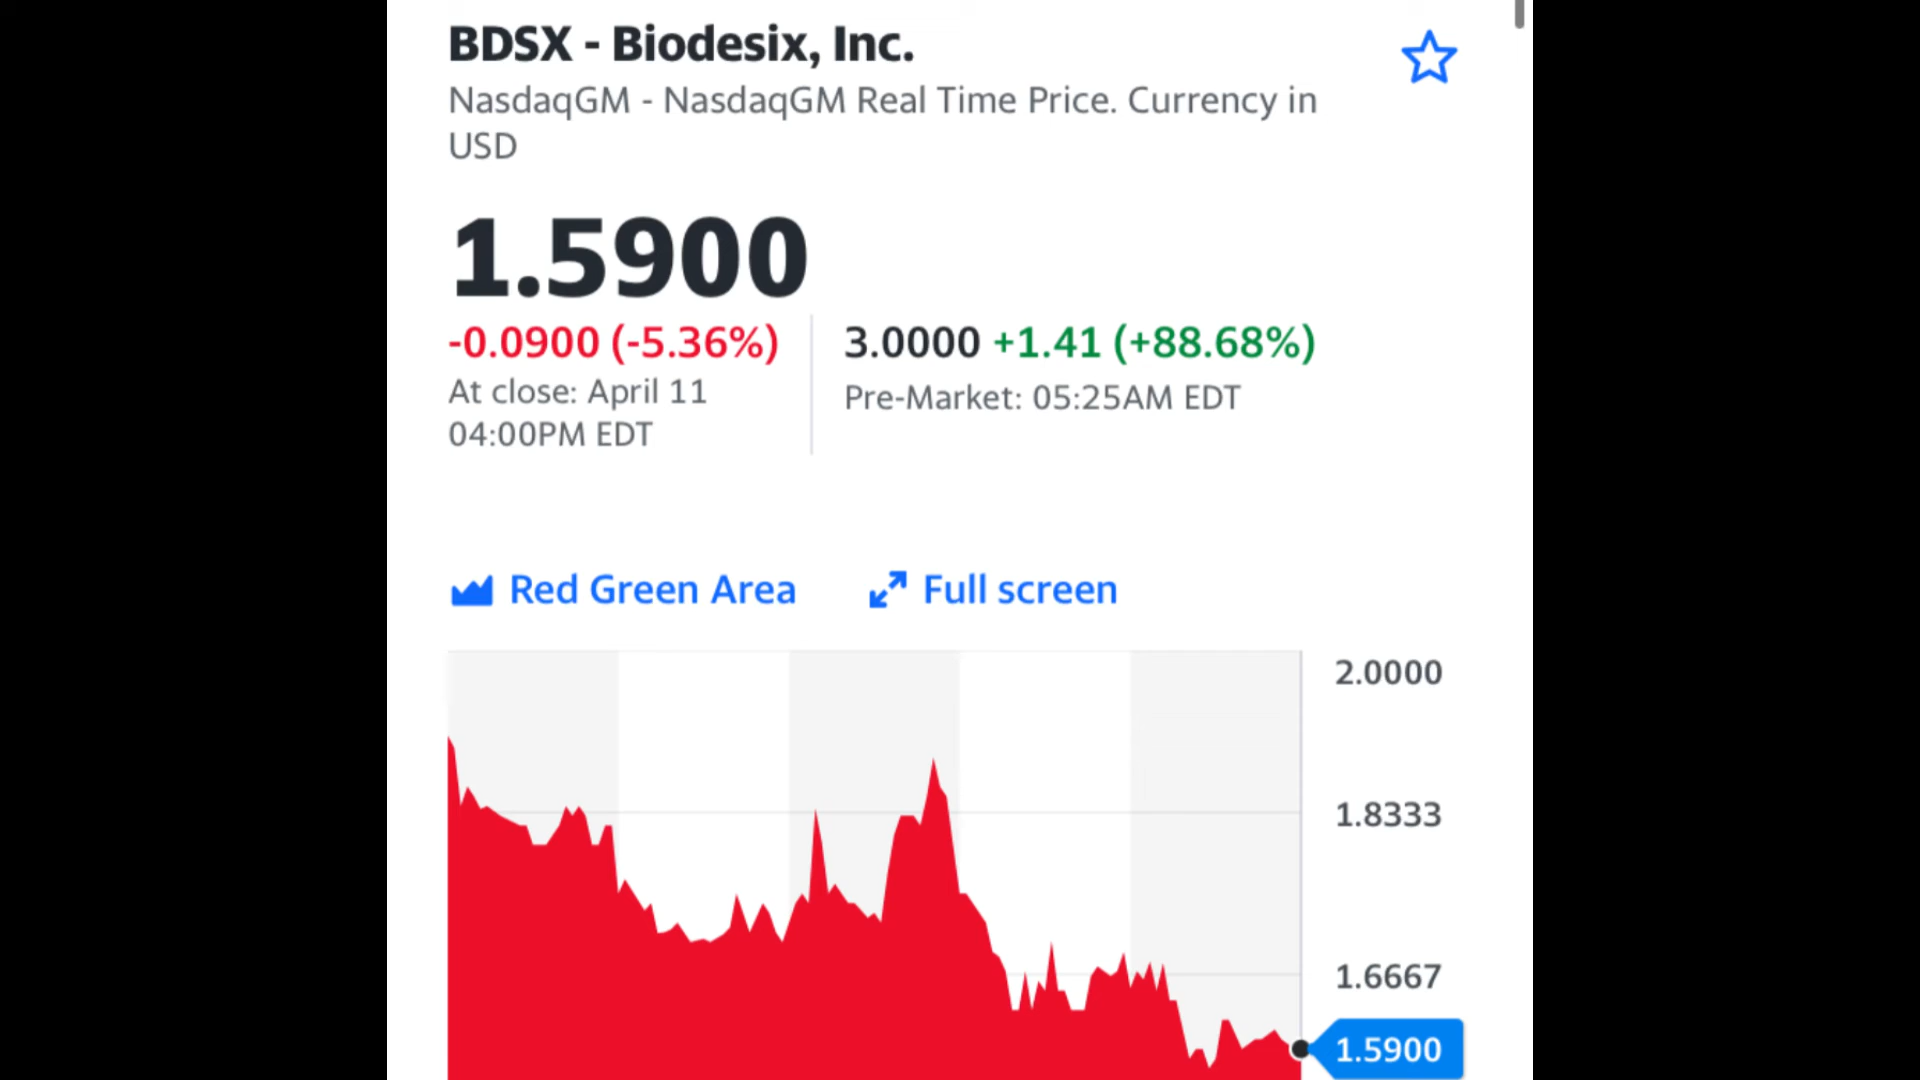 BDSX - Biodesix, Inc.
NasdaqGM - NasdaqGM Real Time Price. Currency in
USD
1.5900
-0.0900 (-5.36%)
At close: April 11
04:00PM EDT
3.0000 +1.41 (+88.68%)
Pre-Market: 05:25AM EDT
Red Green Area
Full screen
2.0000
1.8333
1.6667
1.5900